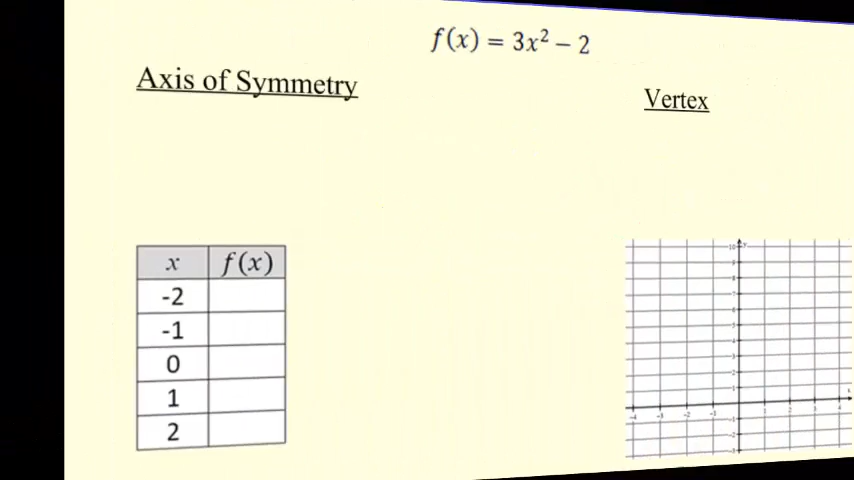 f(x) = 3x² − 2
Axis of Symmetry
Vertex
x f(x)
-2
-1
0
1
2